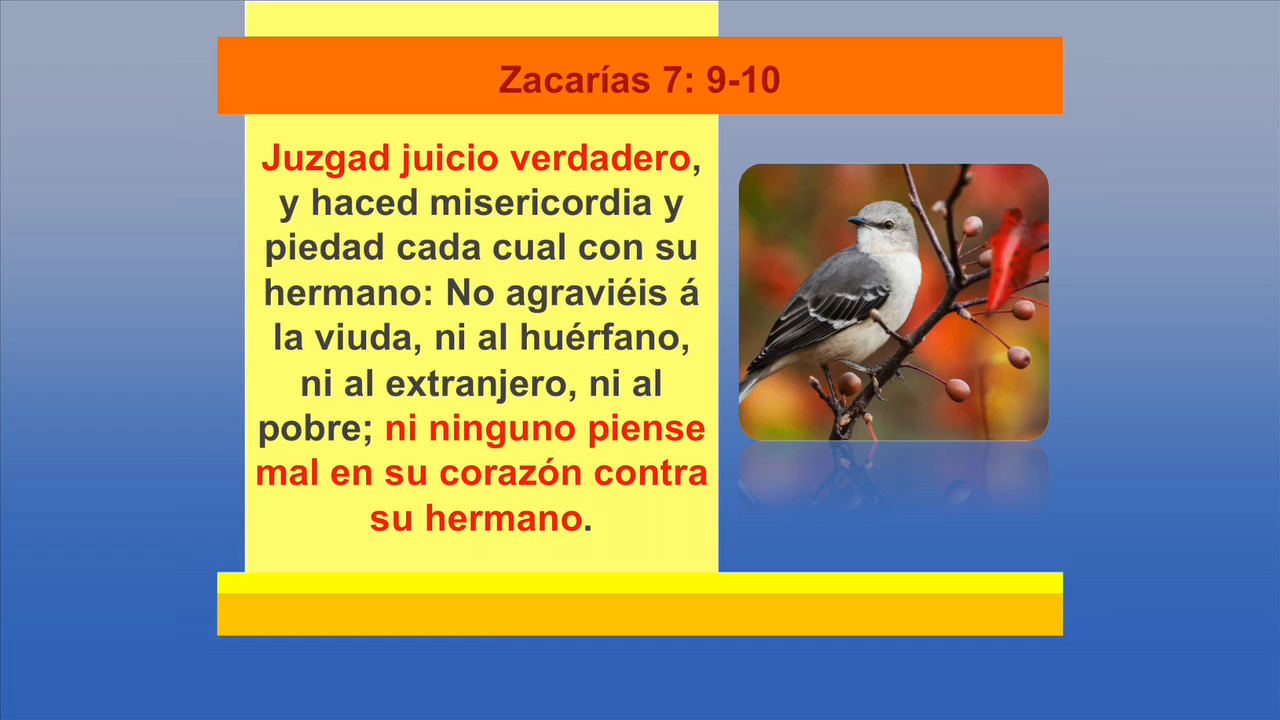 Zacarías 7: 9-10
Juzgad juicio verdadero,
y haced misericordia y
piedad cada cual con su
hermano: No agraviéis á
la viuda, ni al huérfano,
ni al extranjero, ni al
pobre; ni ninguno piense
mal en su corazón contra
su hermano.